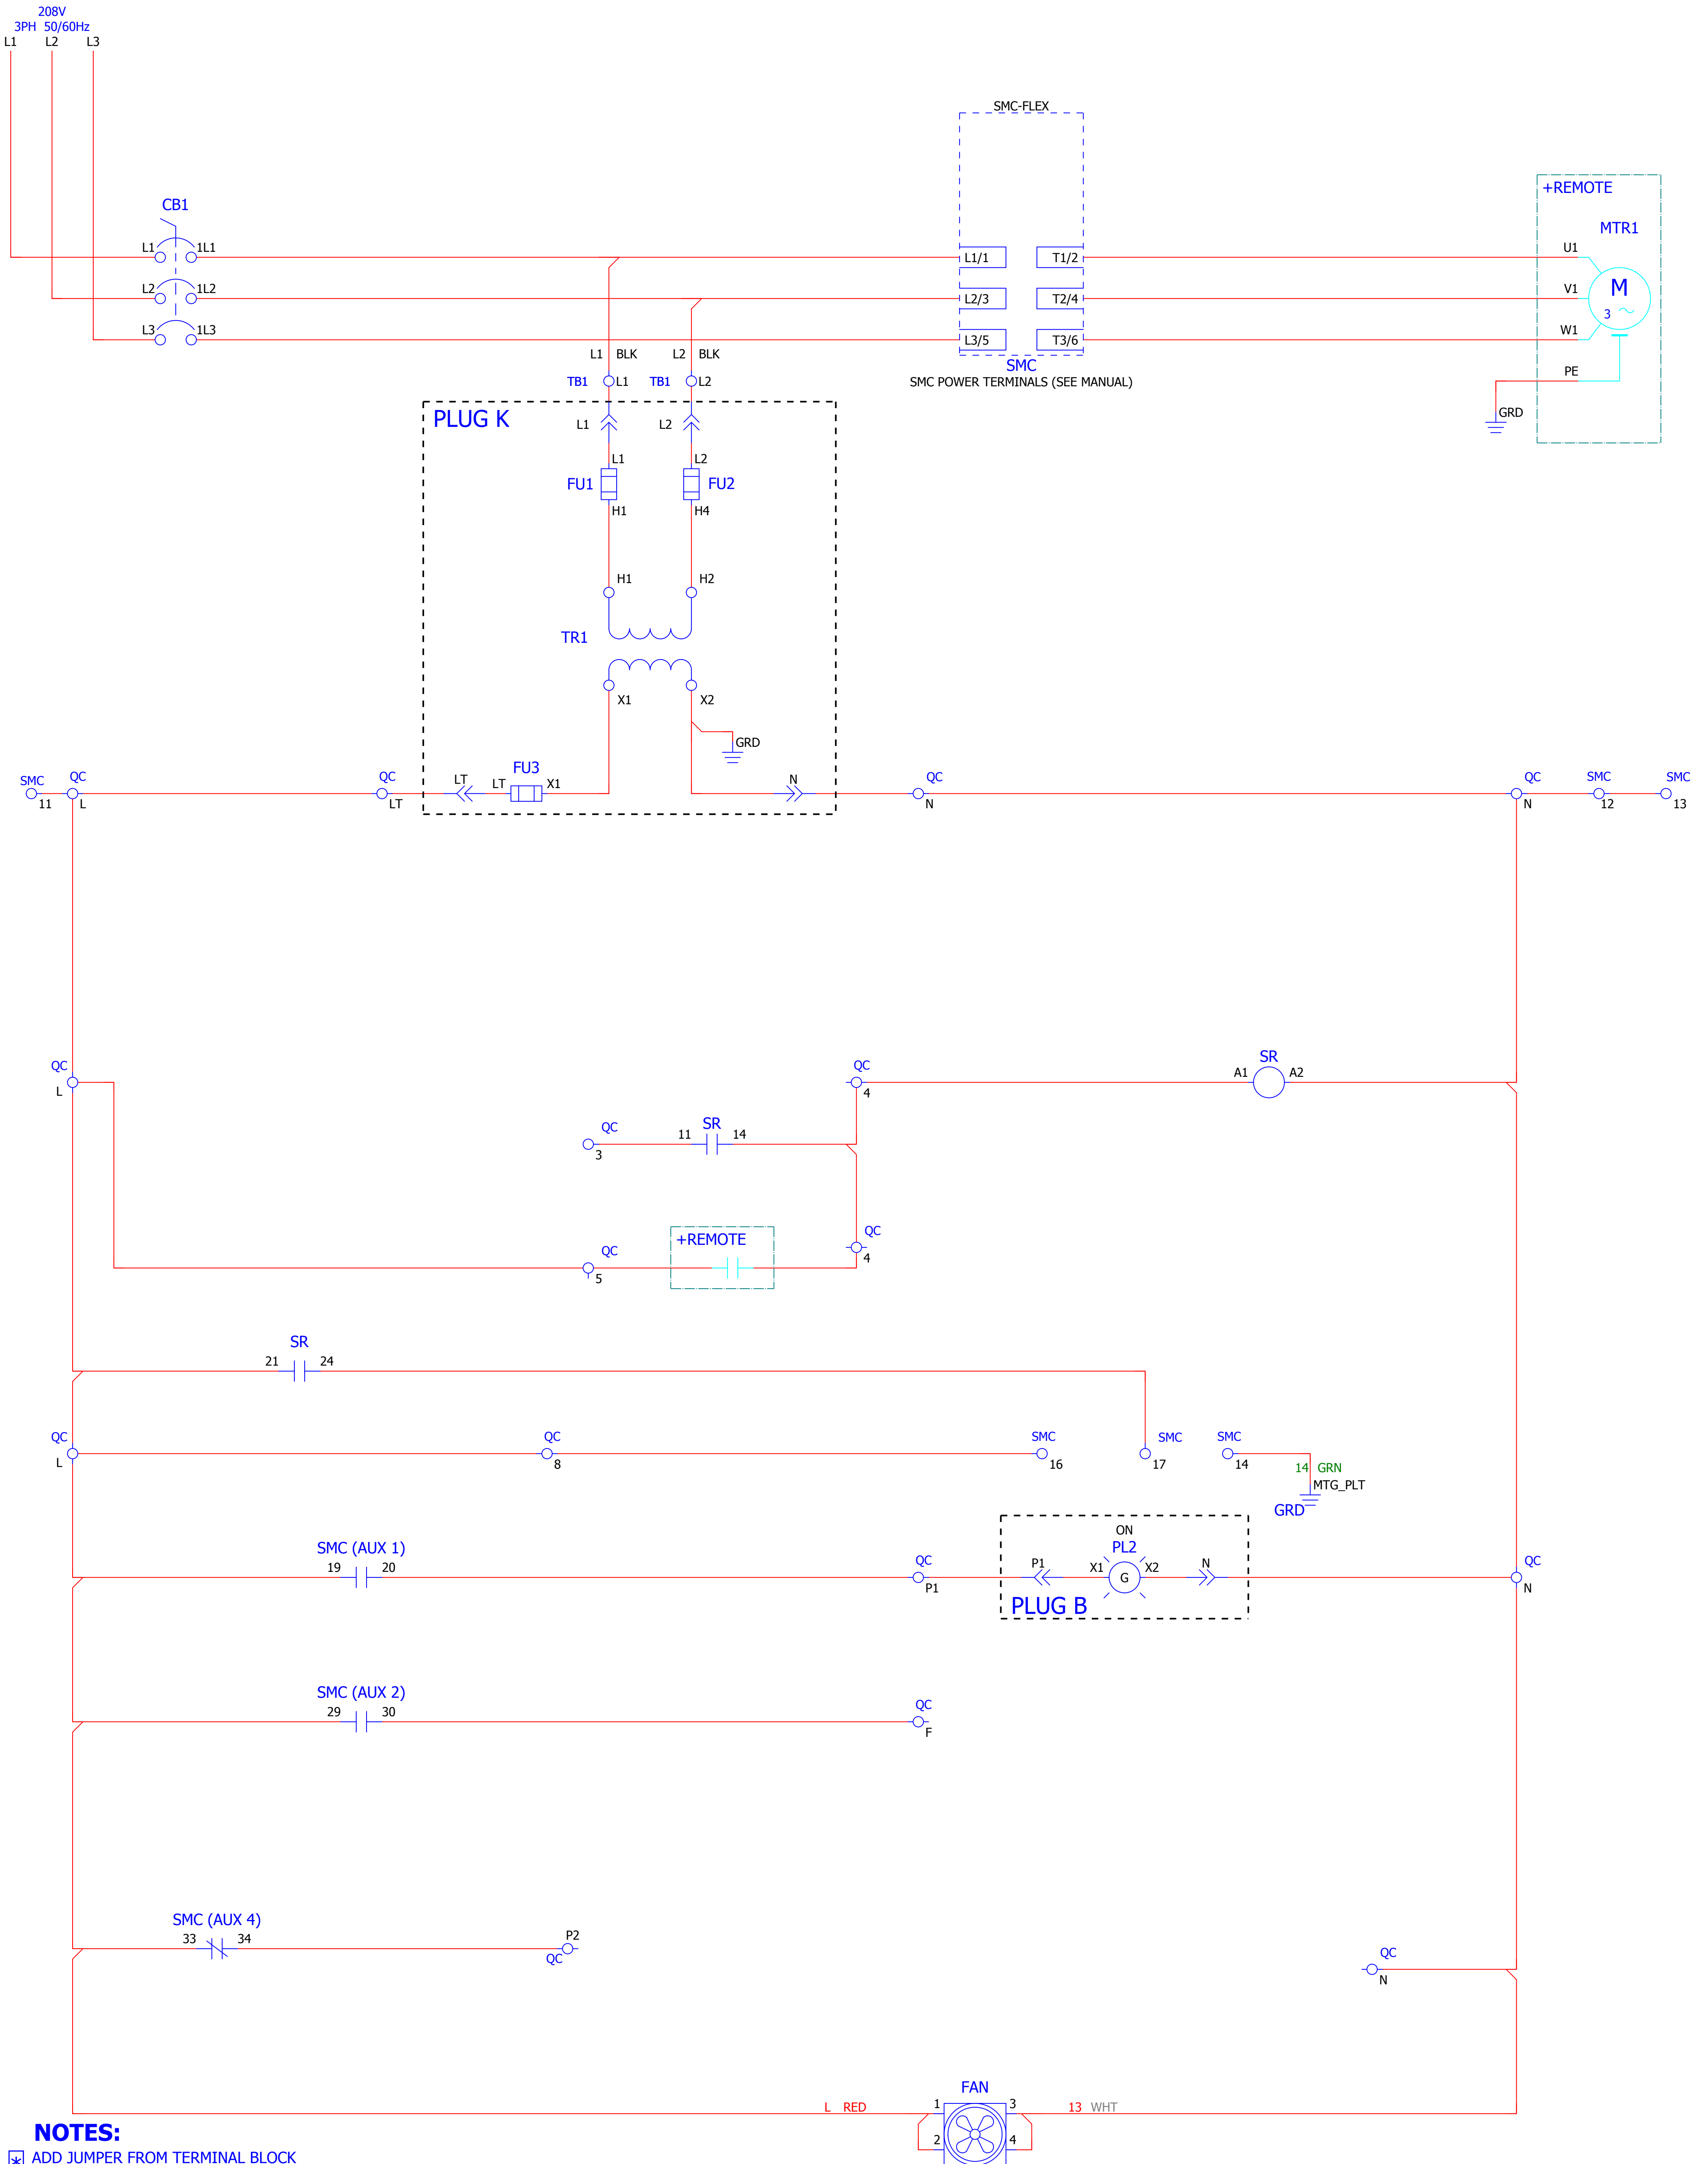 208V
3PH 50/60Hz
L1 L2 L3
SMC-FLEX
+REMOTE
CB1
MTR1
L1 1L1 L1/1 T1/2 U1
M
3
L2 1L2 L2/3 T2/4 V1
L3 1L3 L3/5 T3/6 W1
L1 BLK L2 BLK
SMC
SMC POWER TERMINALS (SEE MANUAL)
PE
TB1 L1 TB1 L2
GRD
PLUG K
L1 L2
L1 L2
FU1 FU2
H1 H4
H1 H2
TR1
X1 X2
GRD
SMC QC QC LT LT FU3 X1 N QC QC SMC SMC
11 L LT N N 12 13
QC QC SR
L 4 A1 A2
QC SR
3 11 14
QC +REMOTE QC
5 4
SR
21 24
QC QC SMC SMC SMC
L 8 16 17 14
14 GRN
MTG_PLT
GRD
ON
SMC (AUX 1) QC PL2 QC
19 20 P1 P1 X1 G X2 N N
PLUG B
SMC (AUX 2) QC
29 30 F
SMC (AUX 4) P2
33 34 QC
QC
N
FAN
L RED 1 3 13 WHT
2 4
NOTES:
* ADD JUMPER FROM TERMINAL BLOCK